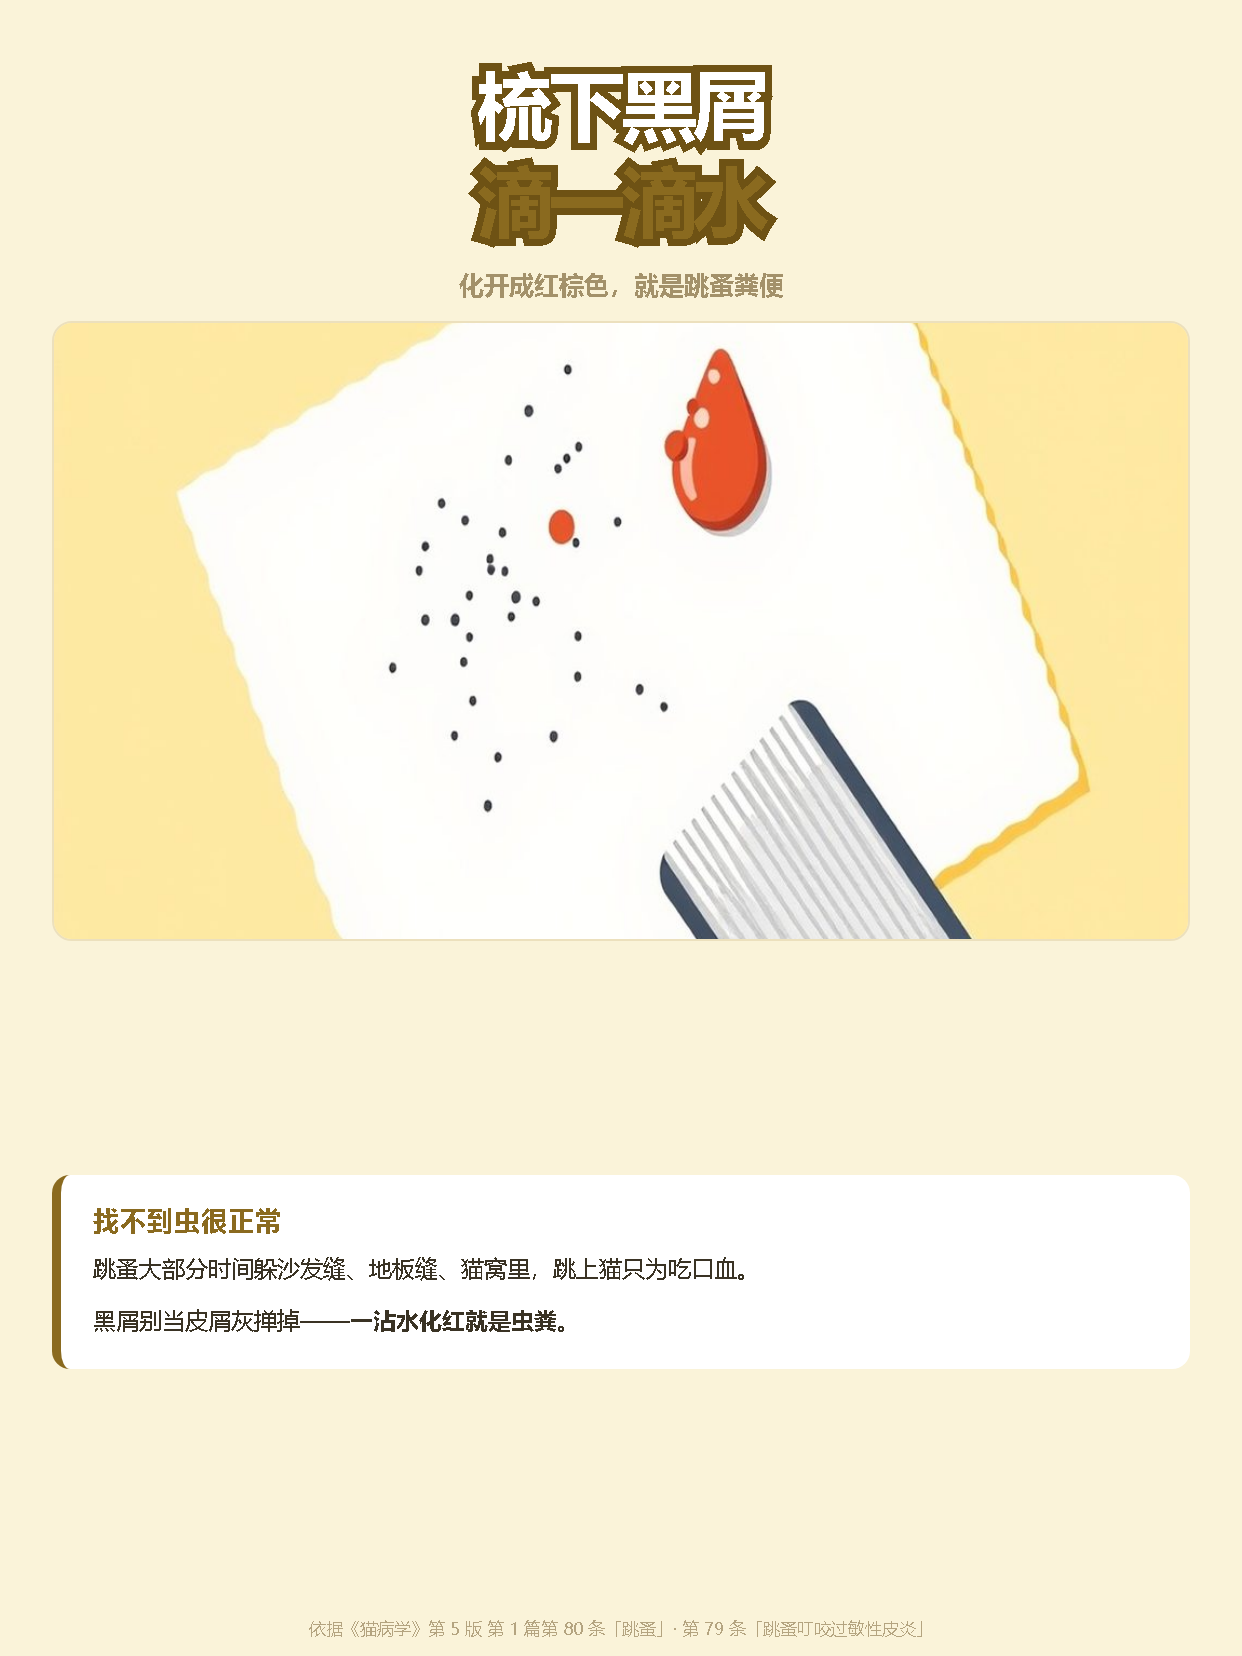 梳下黑屑
滴一滴水
化开成红棕色，就是跳蚤粪便
找不到虫很正常
跳蚤大部分时间躲沙发缝、地板缝、猫窝里，跳上猫只为吃口血。
黑屑别当皮屑灰掸掉——一沾水化红就是虫粪。
依据《猫病学》第 5 版 第 1 篇第 80 条「跳蚤」· 第 79 条「跳蚤叮咬过敏性皮炎」